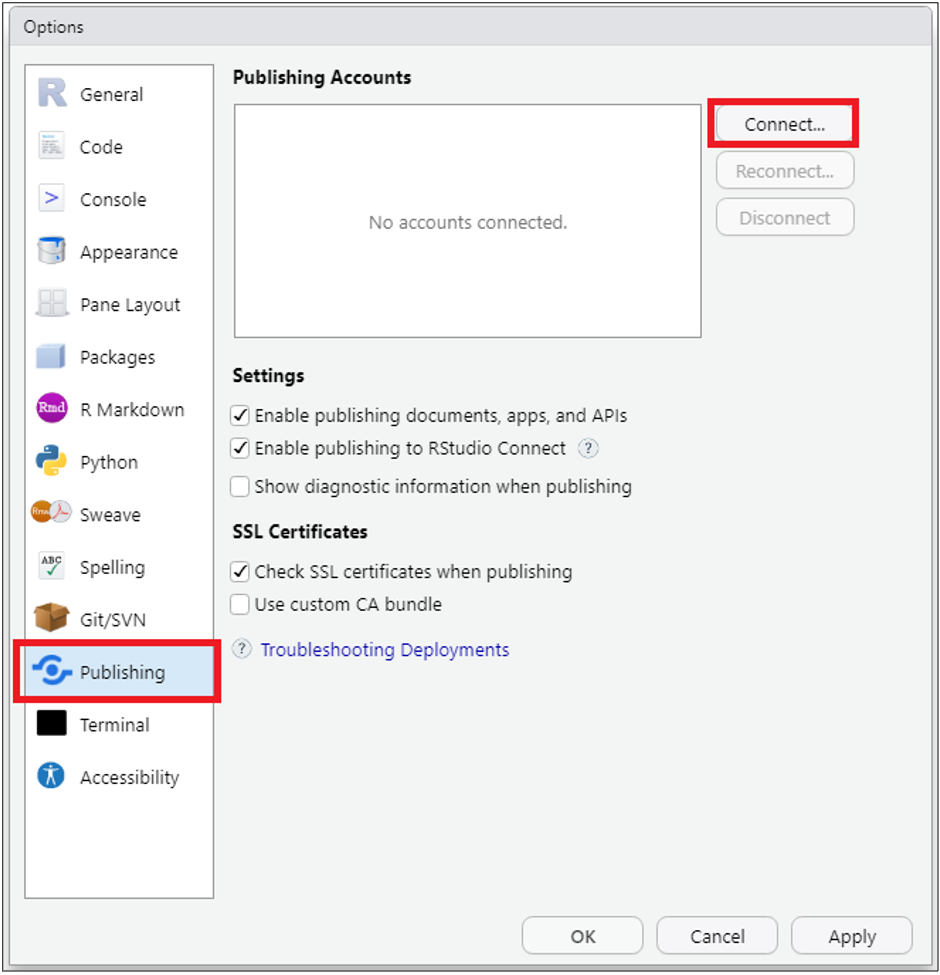 Options
General
Code
Console
Appearance
Pane Layout
Packages
Rmd R Markdown
Python
Sweave
ABC Spelling
Git/SVN
Publishing
Terminal
Accessibility
Publishing Accounts
No accounts connected.
Connect...
Reconnect...
Disconnect
Settings
Enable publishing documents, apps, and APIs
Enable publishing to RStudio Connect ?
Show diagnostic information when publishing
SSL Certificates
Check SSL certificates when publishing
Use custom CA bundle
? Troubleshooting Deployments
OK
Cancel
Apply